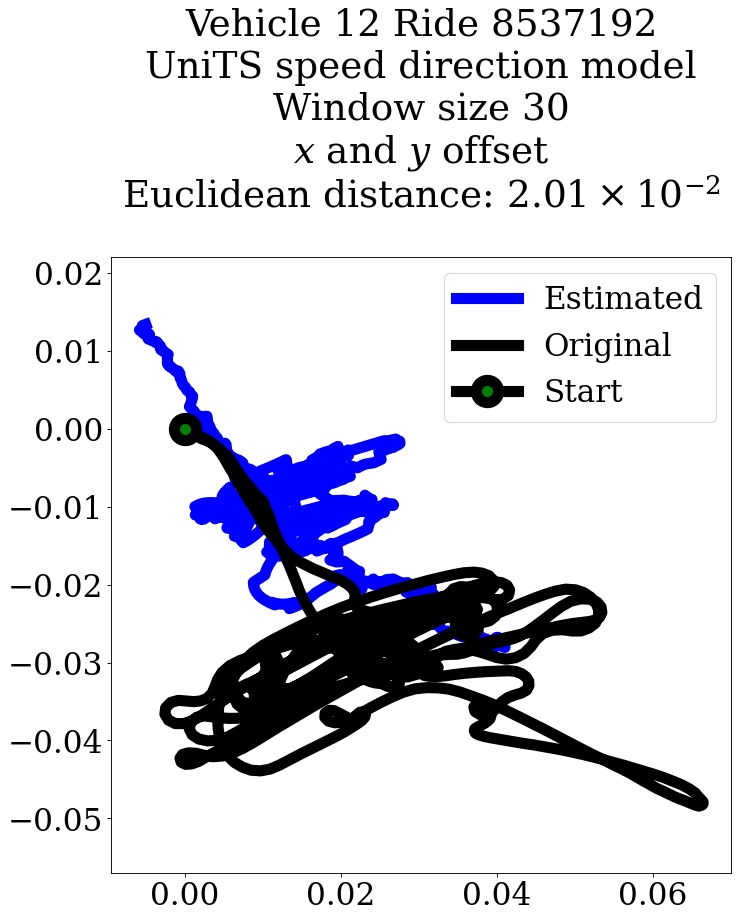 Vehicle 12 Ride 8537192
UniTS speed direction model
Window size 30
x and y offset
Euclidean distance: 2.01 × 10⁻²
0.02
Estimated
0.01
Original
Start
0.00
−0.01
−0.02
−0.03
−0.04
−0.05
0.00 0.02 0.04 0.06